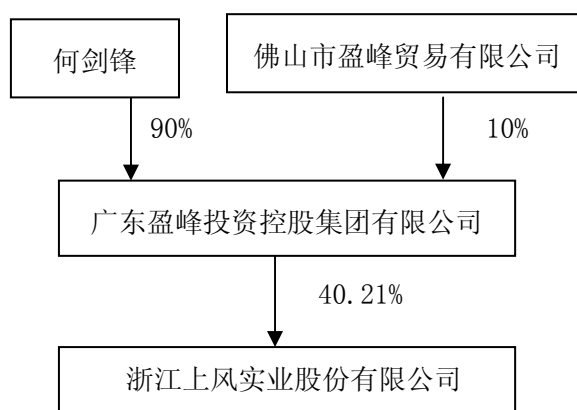 何剑锋
佛山市盈峰贸易有限公司
90%
10%
广东盈峰投资控股集团有限公司
40.21%
浙江上风实业股份有限公司